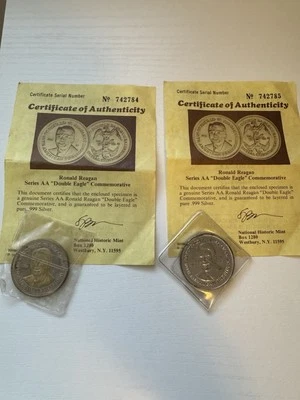 Certificate Serial Number
№ 742784
Certificate of Authenticity
Ronald Reagan
Series AA "Double Eagle" Commemorative
This document certifies that the enclosed specimen is
a genuine Series AA Ronald Reagan "Double Eagle"
Commemorative, and is guaranteed to be layered in
pure .999 Silver.
National Historic Mint
Box 1280
Westbury, N.Y. 11595
Certificate Serial Number
№ 742785
Certificate of Authenticity
Ronald Reagan
Series AA "Double Eagle" Commemorative
This document certifies that the enclosed specimen is
a genuine Series AA Ronald Reagan "Double Eagle"
Commemorative, and is guaranteed to be layered in
pure .999 Silver.
National Historic Mint
Box 1280
Westbury, N.Y. 11595